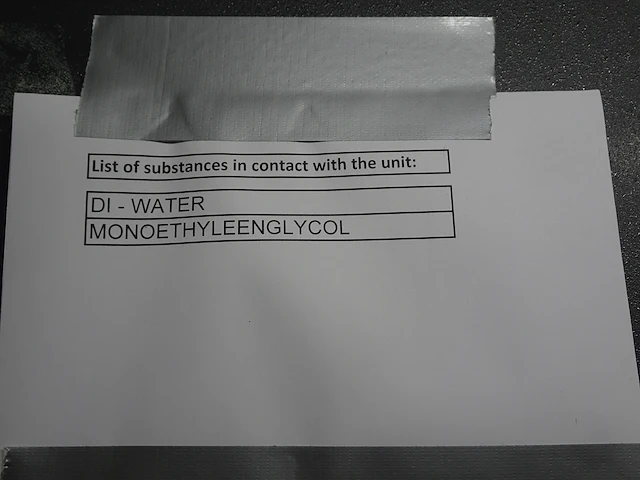 List of substances in contact with the unit:
DI - WATER
MONOETHYLEENGLYCOL